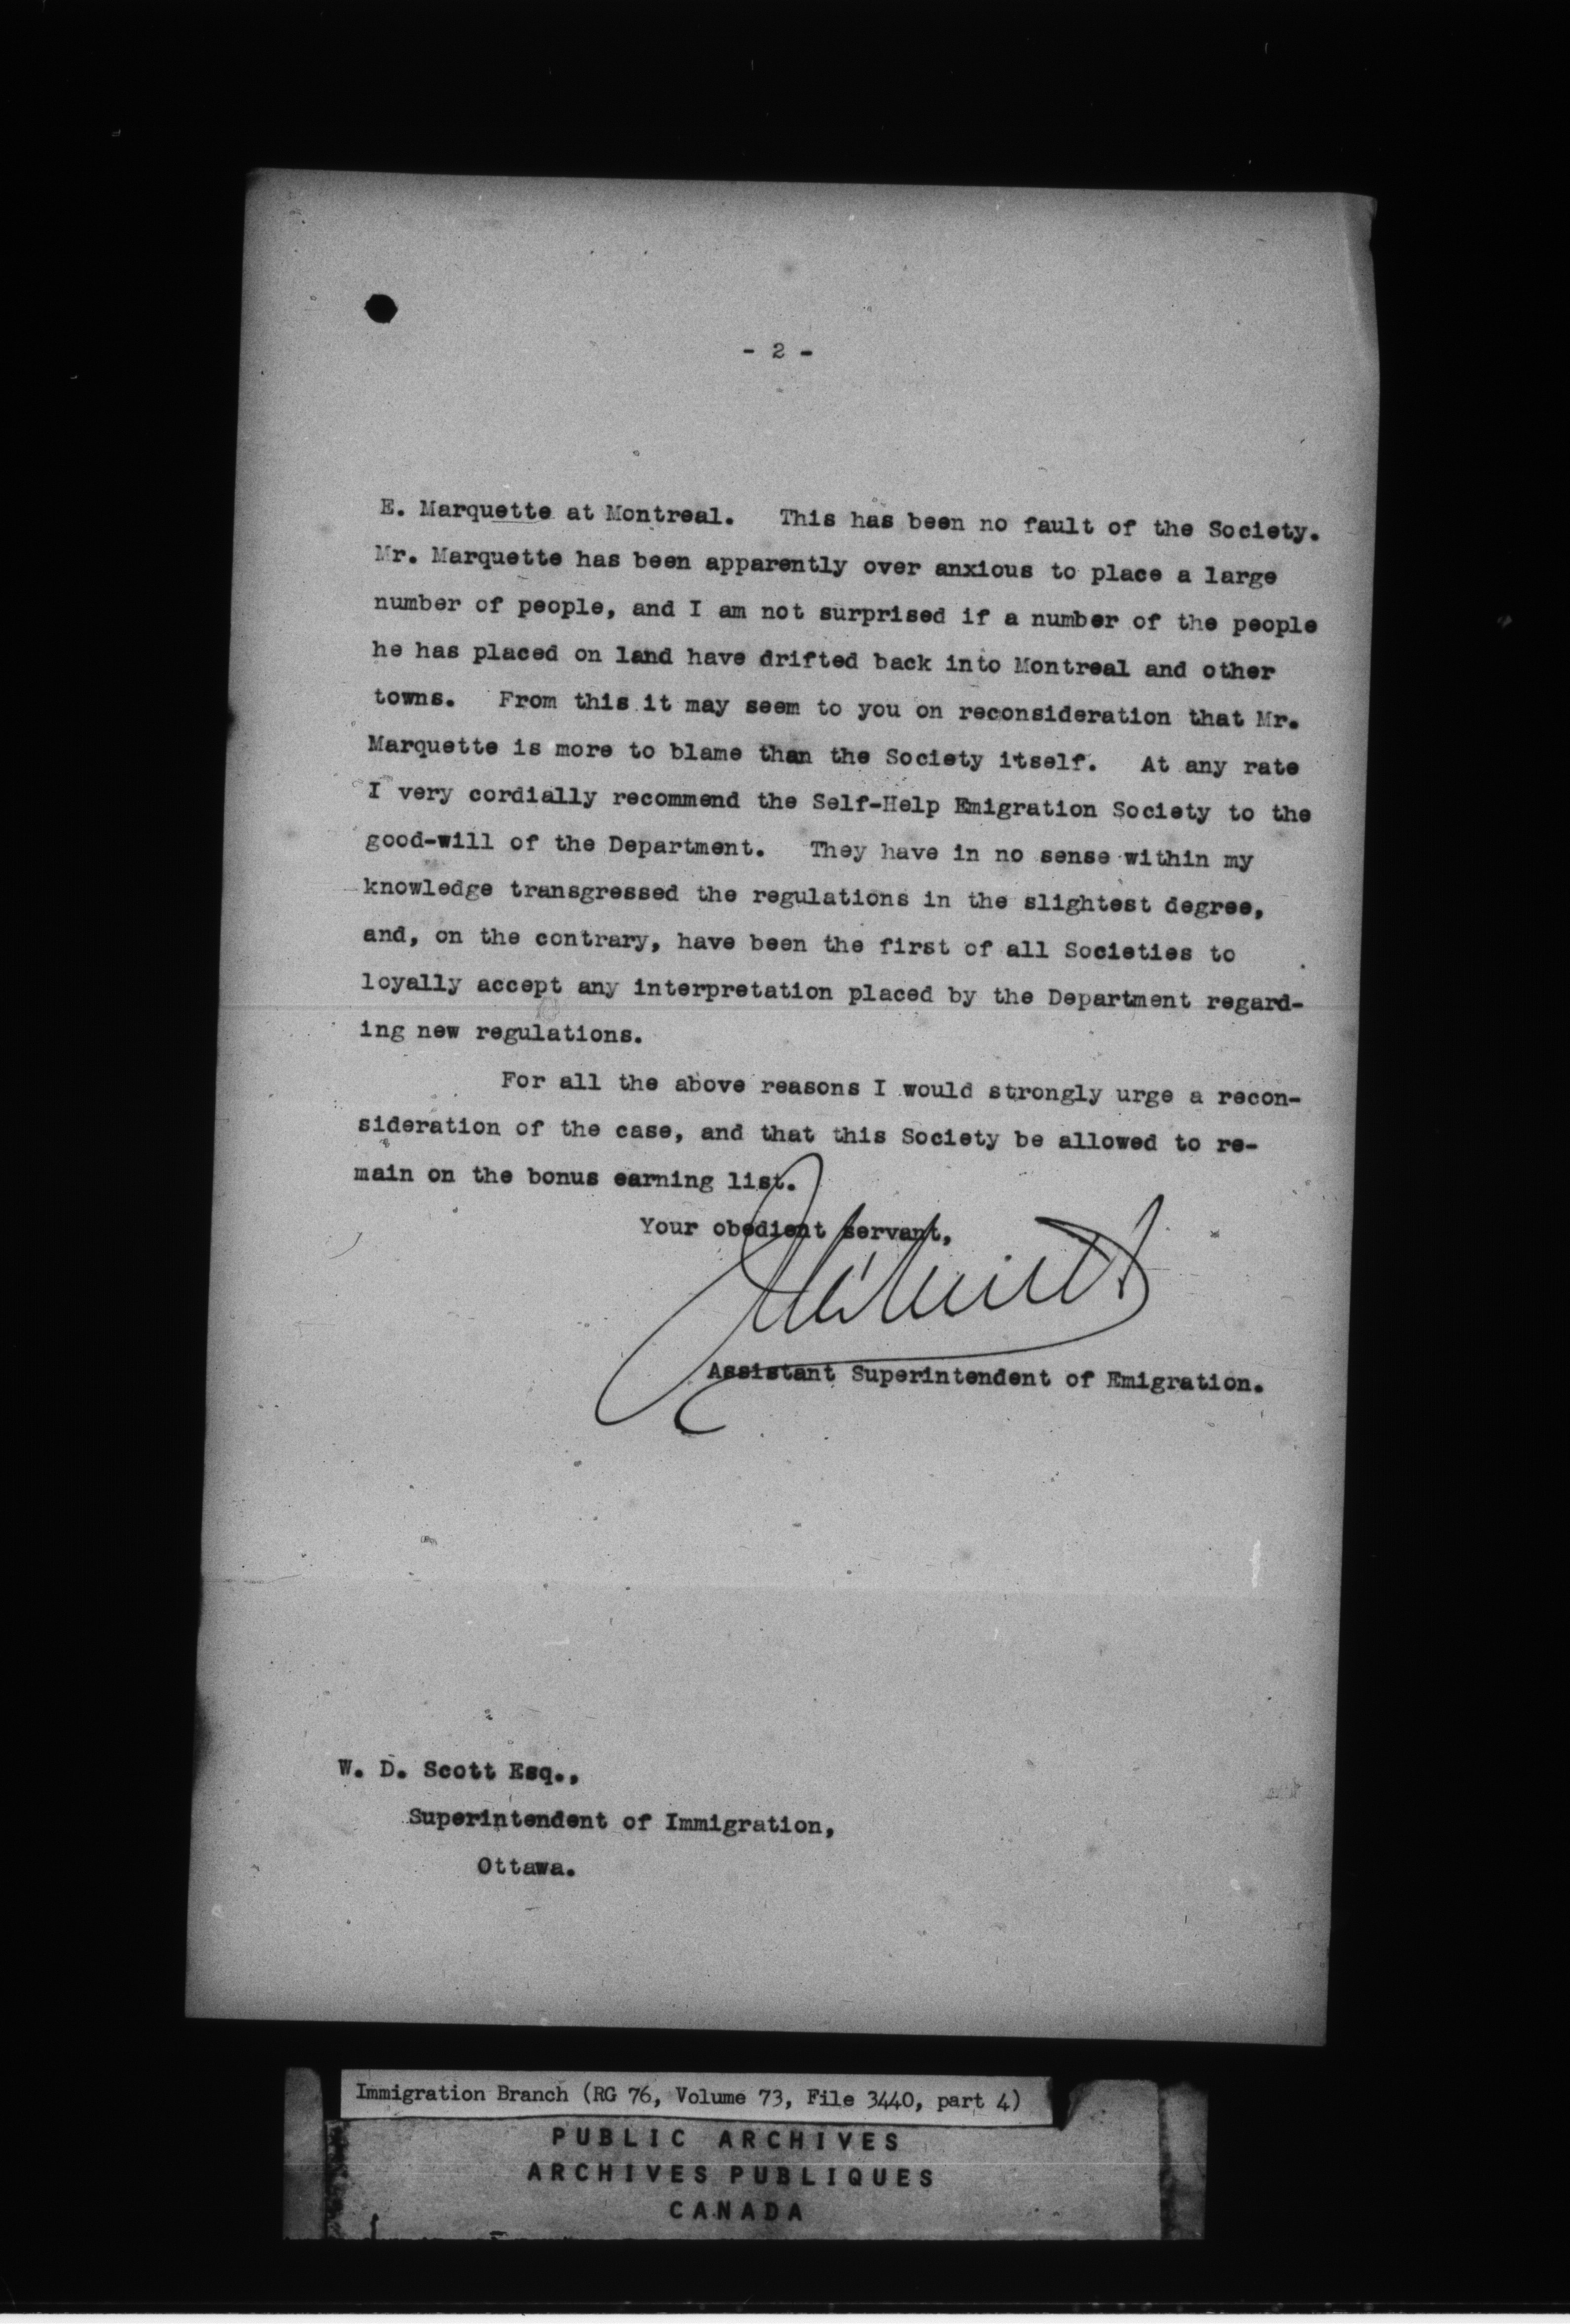 - 2 -
E. Marquette at Montreal. This has been no fault of the Society.
Mr. Marquette has been apparently over anxious to place a large
number of people, and I am not surprised if a number of the people
he has placed on land have drifted back into Montreal and other
towns. From this it may seem to you on reconsideration that Mr.
Marquette is more to blame than the Society itself. At any rate
I very cordially recommend the Self-Help Emigration Society to the
good-will of the Department. They have in no sense within my
knowledge transgressed the regulations in the slightest degree,
and, on the contrary, have been the first of all Societies to
loyally accept any interpretation placed by the Department regard-
ing new regulations.
For all the above reasons I would strongly urge a recon-
sideration of the case, and that this Society be allowed to re-
main on the bonus earning list.
Your obedient servant,
Assistant Superintendent of Emigration.
W. D. Scott Esq.,
Superintendent of Immigration,
Ottawa.
Immigration Branch (RG 76, Volume 73, File 3440, part 4)
PUBLIC ARCHIVES
ARCHIVES PUBLIQUES
CANADA